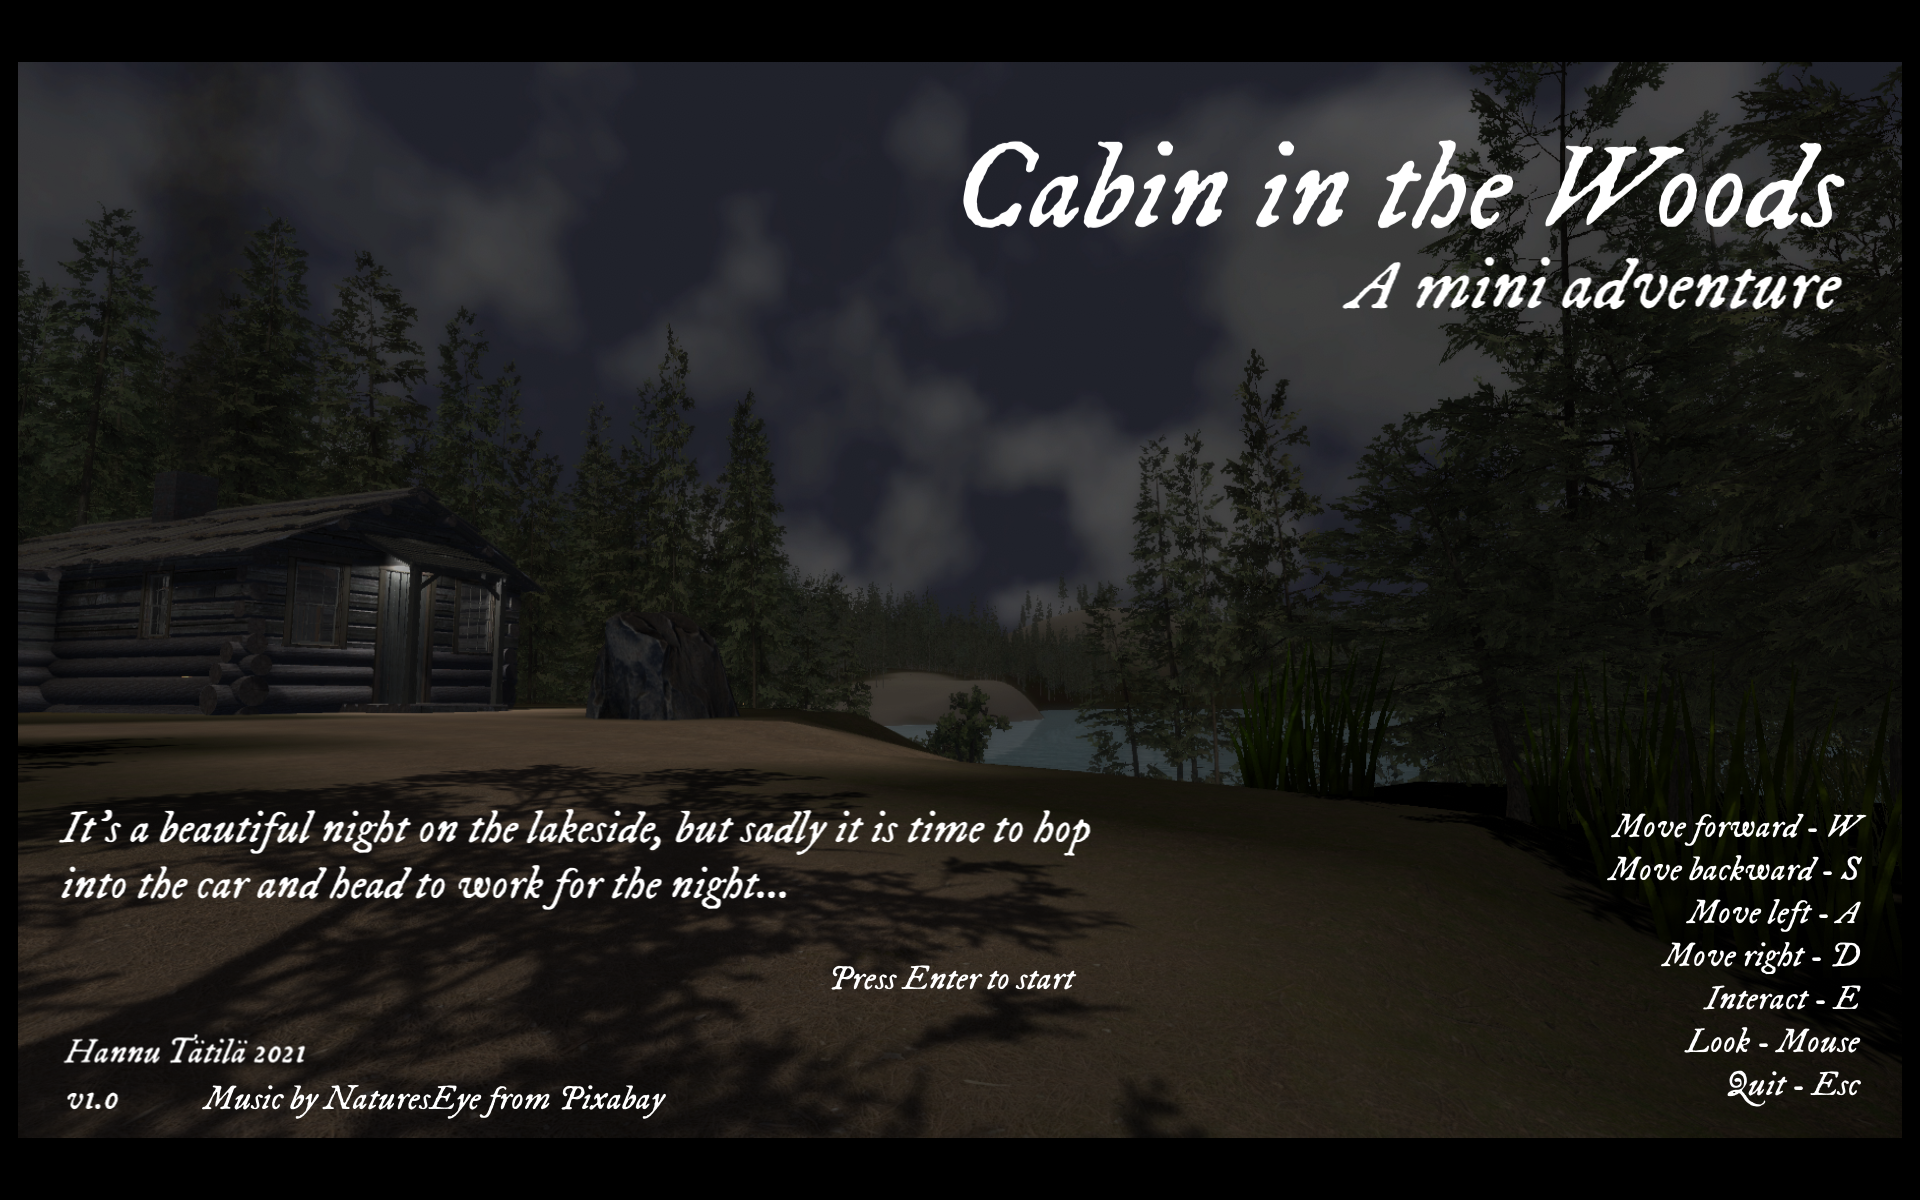 Cabin in the Woods
A mini adventure
It's a beautiful night on the lakeside, but sadly it is time to hop
into the car and head to work for the night...
Press Enter to start
Hannu Tätilä 2021
v1.0 Music by NaturesEye from Pixabay
Move forward - W
Move backward - S
Move left - A
Move right - D
Interact - E
Look - Mouse
Quit - Esc